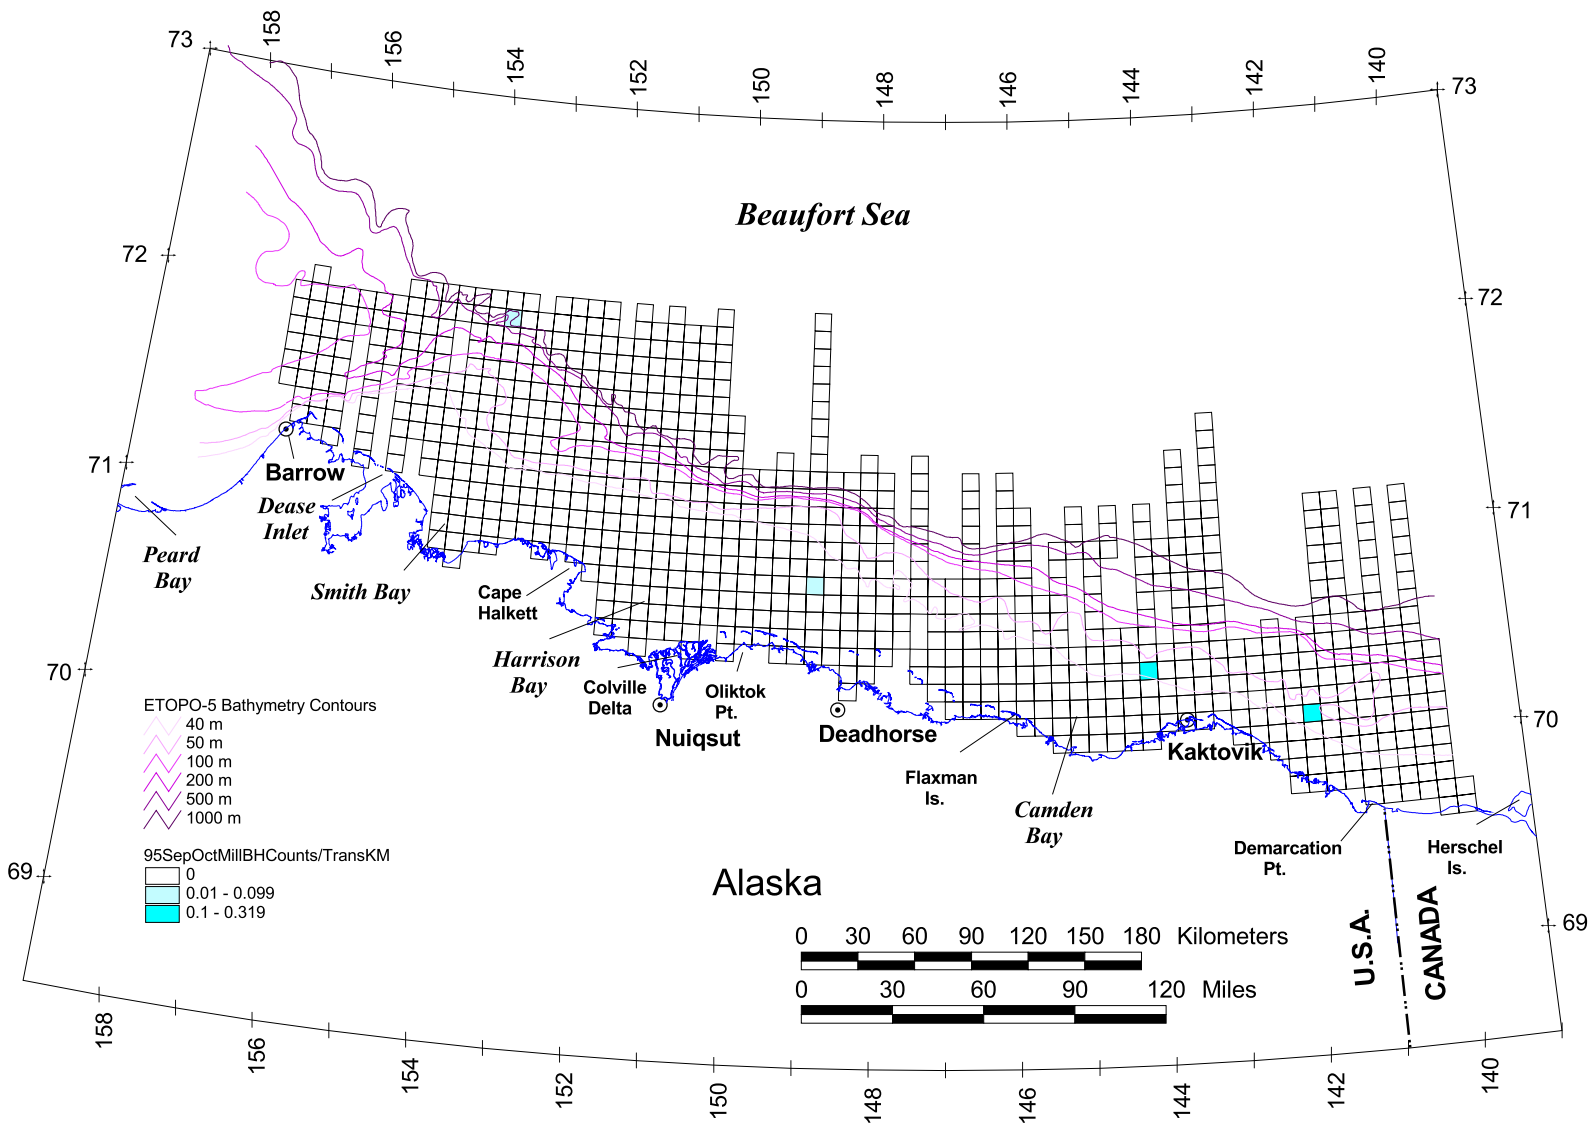 158
156
154
152
150
148
146
144
142
140
73
73
Beaufort Sea
72
72
71
71
Barrow
Dease
Inlet
Peard
Bay
Smith Bay
Cape
Halkett
Harrison
Bay
Colville
Delta
Oliktok
Pt.
Nuiqsut
Deadhorse
Kaktovik
Flaxman
Is.
Camden
Bay
Demarcation
Pt.
Herschel
Is.
70
70
ETOPO-5 Bathymetry Contours
40 m
50 m
100 m
200 m
500 m
1000 m
95SepOctMillBHCounts/TransKM
0
0.01 - 0.099
0.1 - 0.319
69
69
Alaska
U.S.A.
CANADA
0 30 60 90 120 150 180 Kilometers
0 30 60 90 120 Miles
158
156
154
152
150
148
146
144
142
140